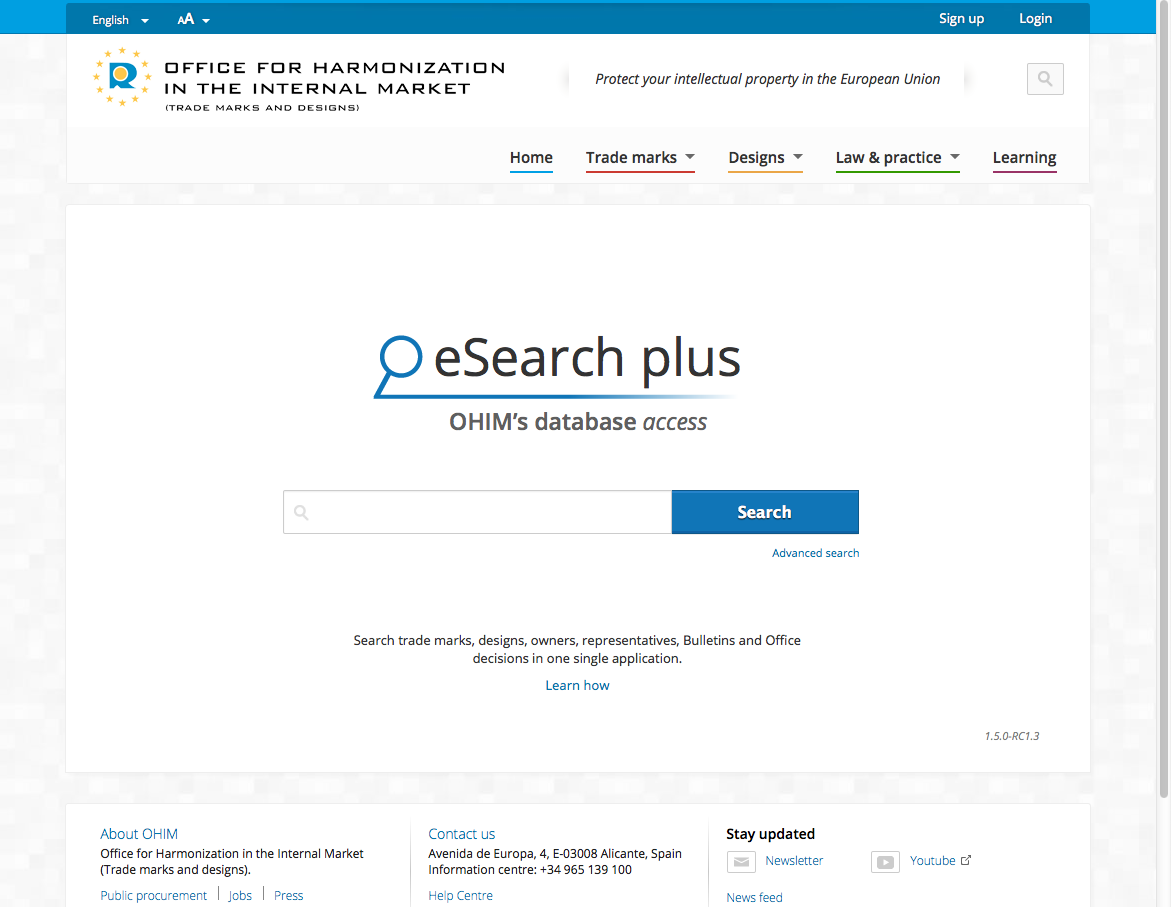 English
AA
Sign up
Login
OFFICE FOR HARMONIZATION
IN THE INTERNAL MARKET
(TRADE MARKS AND DESIGNS)
Protect your intellectual property in the European Union
Home
Trade marks
Designs
Law & practice
Learning
eSearch plus
OHIM's database access
Search
Advanced search
Search trade marks, designs, owners, representatives, Bulletins and Office
decisions in one single application.
Learn how
1.5.0-RC1.3
About OHIM
Office for Harmonization in the Internal Market
(Trade marks and designs).
Public procurement
Jobs
Press
Contact us
Avenida de Europa, 4, E-03008 Alicante, Spain
Information centre: +34 965 139 100
Help Centre
Stay updated
Newsletter
Youtube
News feed